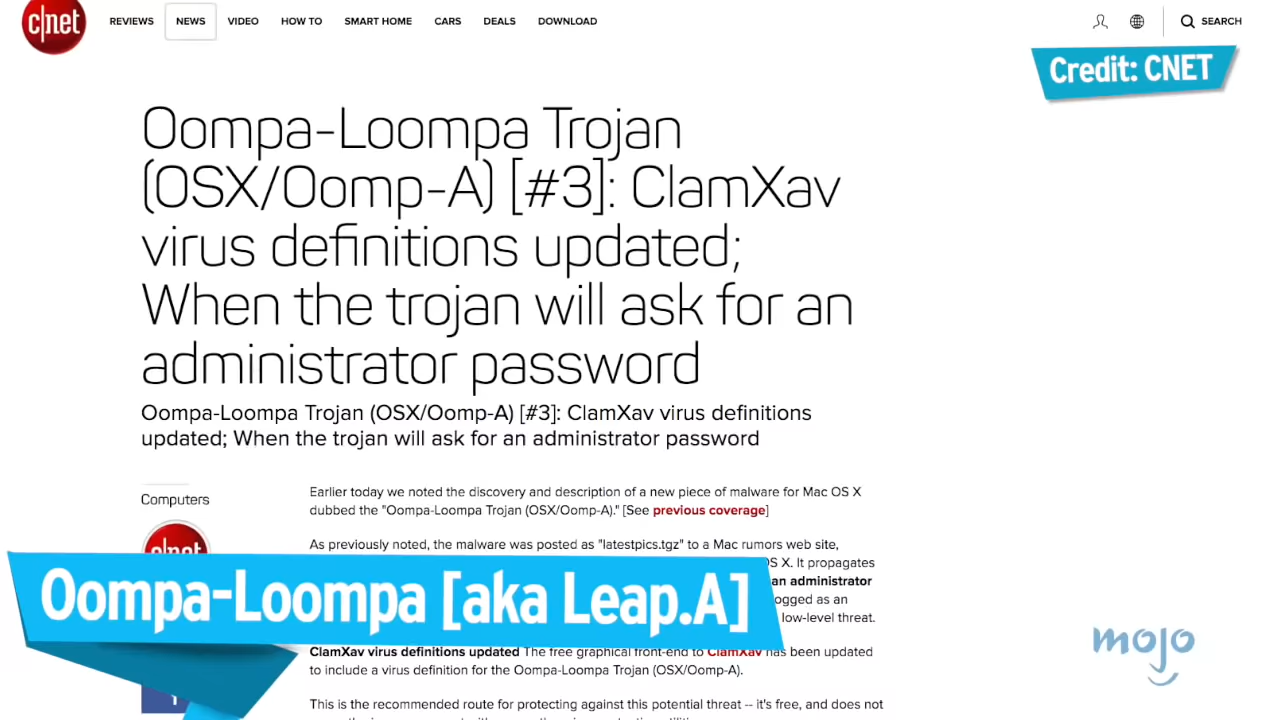 c|net
REVIEWS NEWS VIDEO HOW TO SMART HOME CARS DEALS DOWNLOAD SEARCH
Credit: CNET
Oompa-Loompa Trojan
(OSX/Oomp-A) [#3]: ClamXav
virus definitions updated;
When the trojan will ask for an
administrator password
Oompa-Loompa Trojan (OSX/Oomp-A) [#3]: ClamXav virus definitions
updated; When the trojan will ask for an administrator password
Computers
Earlier today we noted the discovery and description of a new piece of malware for Mac OS X
dubbed the "Oompa-Loompa Trojan (OSX/Oomp-A)." [See previous coverage]
As previously noted, the malware was posted as "latestpics.tgz" to a Mac rumors web site,
X. It propagates
an administrator
logged as an
low-level threat.
Oompa-Loompa [aka Leap.A]
ClamXav virus definitions updated The free graphical front-end to ClamXav has been updated
to include a virus definition for the Oompa-Loompa Trojan (OSX/Oomp-A).
This is the recommended route for protecting against this potential threat -- it's free, and does not
mojo